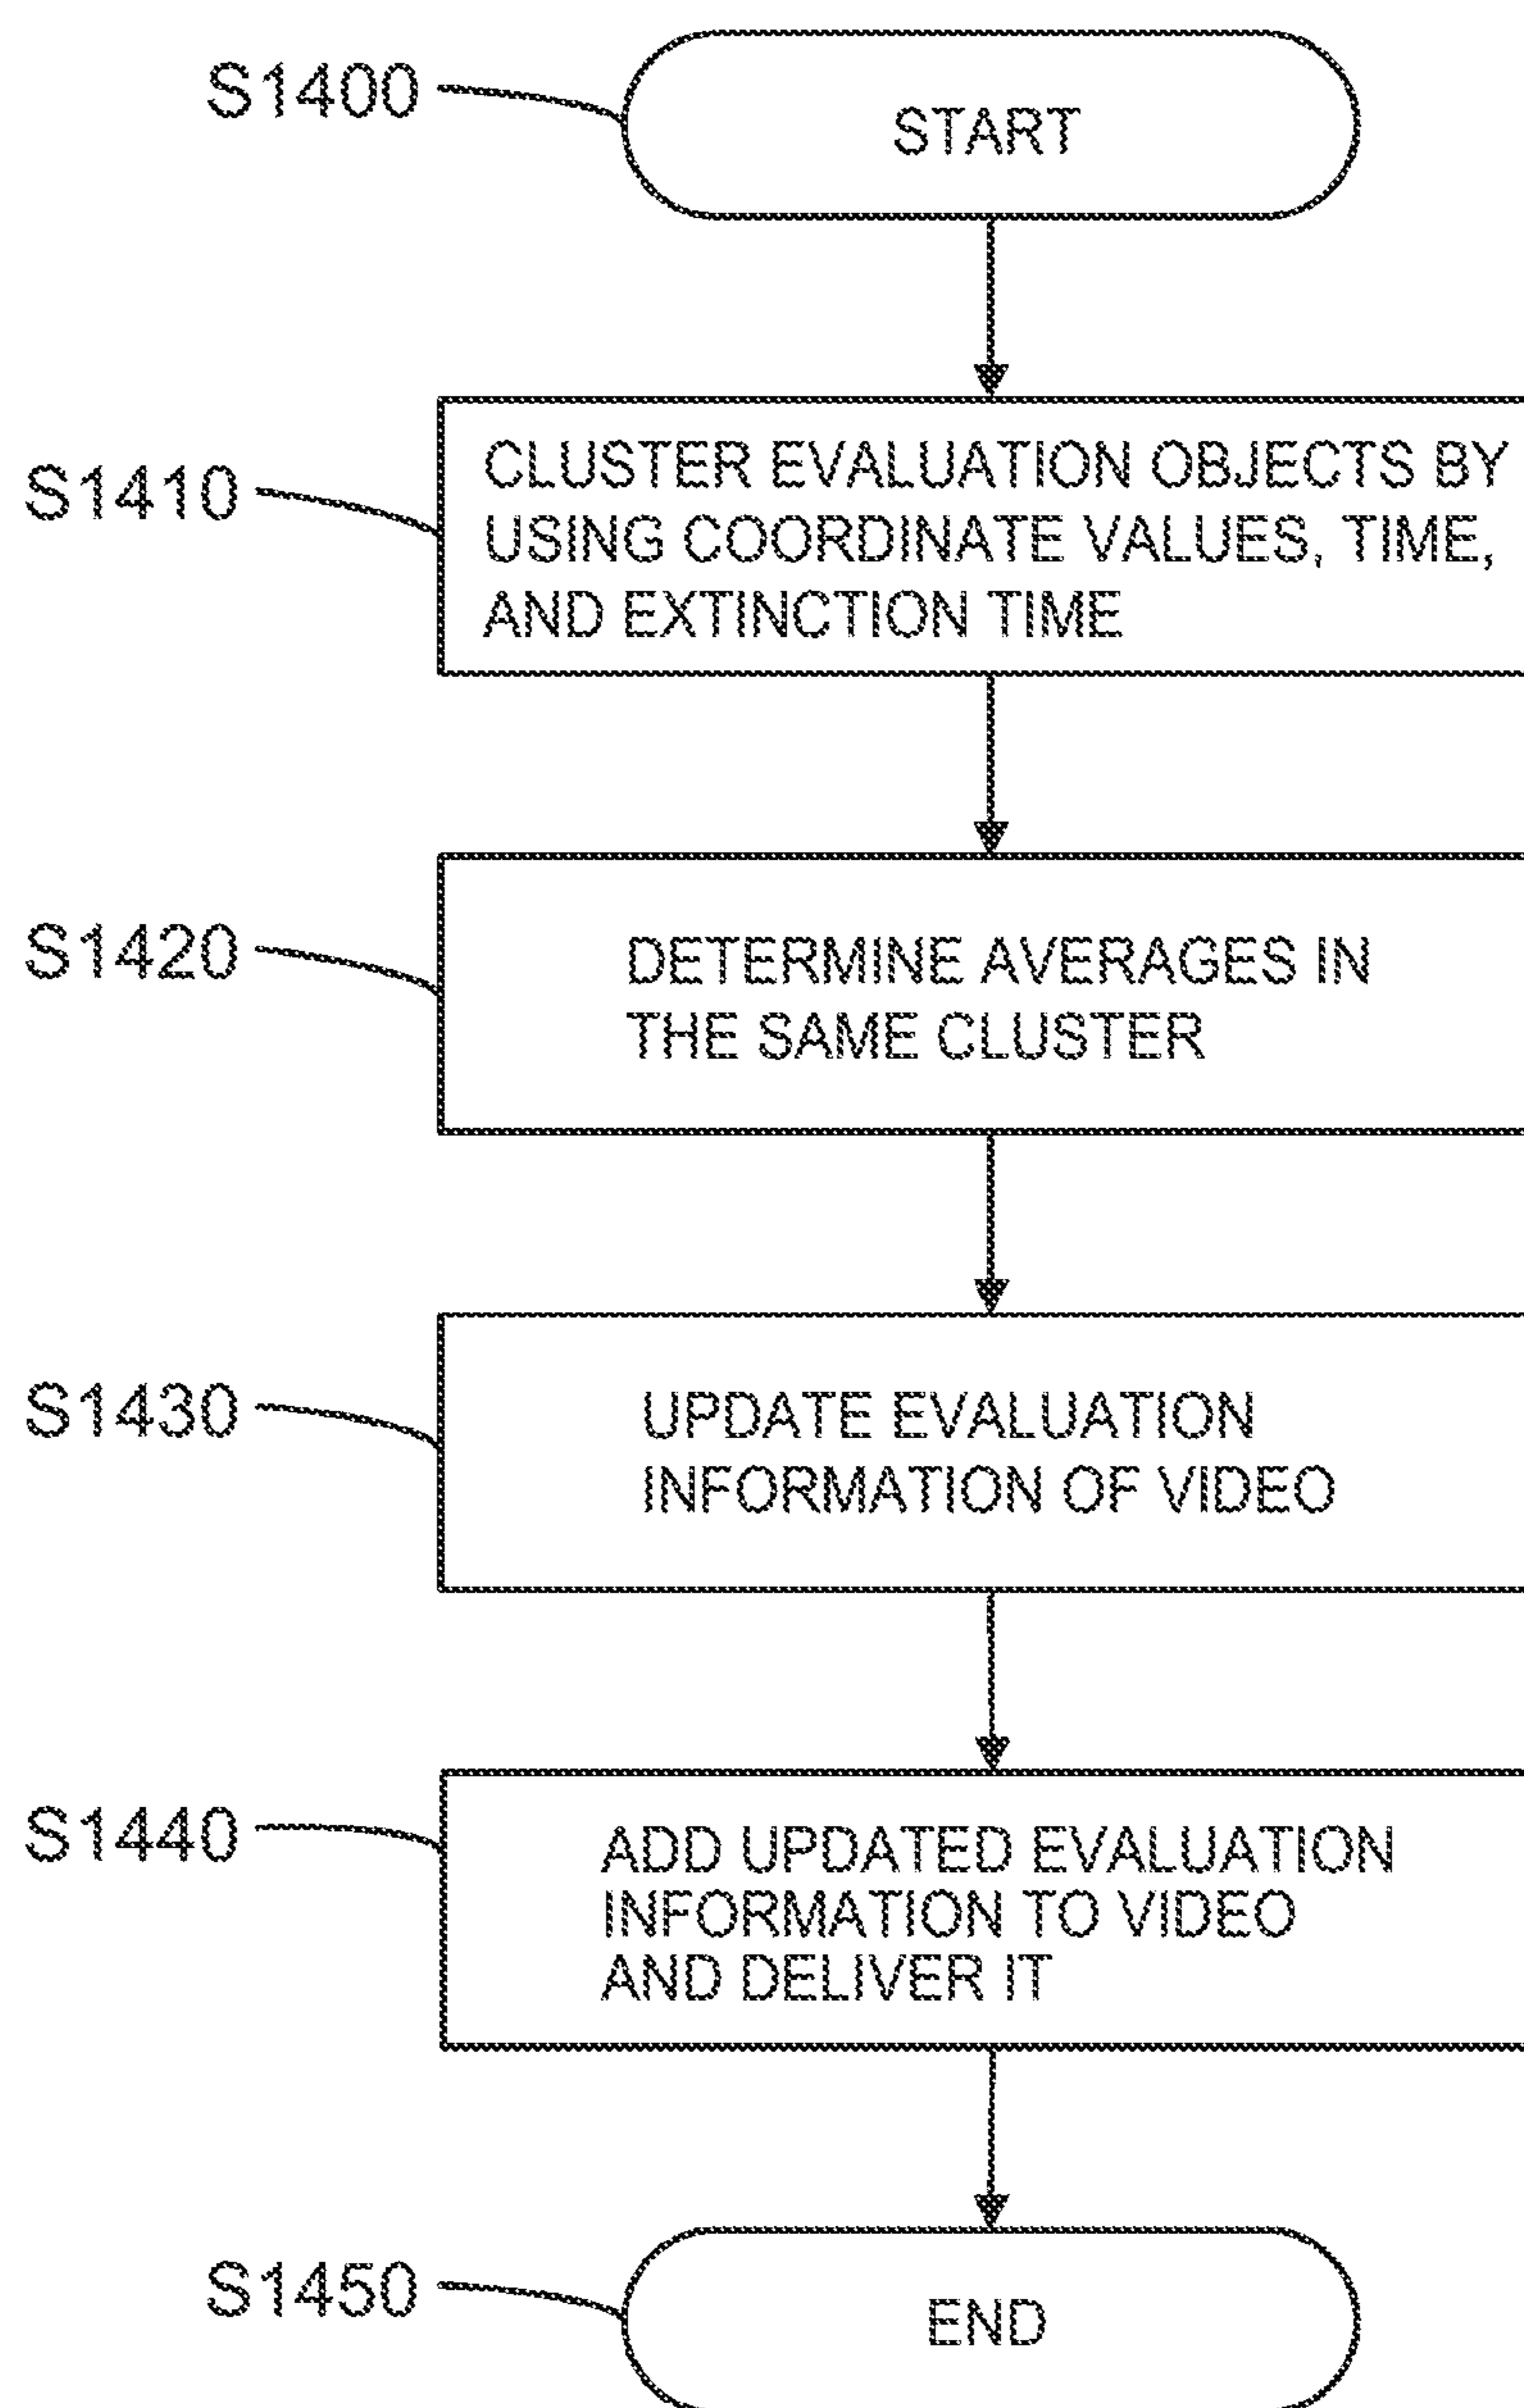 S1400
START
S1410
CLUSTER EVALUATION OBJECTS BY
USING COORDINATE VALUES, TIME,
AND EXTINCTION TIME
S1420
DETERMINE AVERAGES IN
THE SAME CLUSTER
S1430
UPDATE EVALUATION
INFORMATION OF VIDEO
S1440
ADD UPDATED EVALUATION
INFORMATION TO VIDEO
AND DELIVER IT
S1450
END